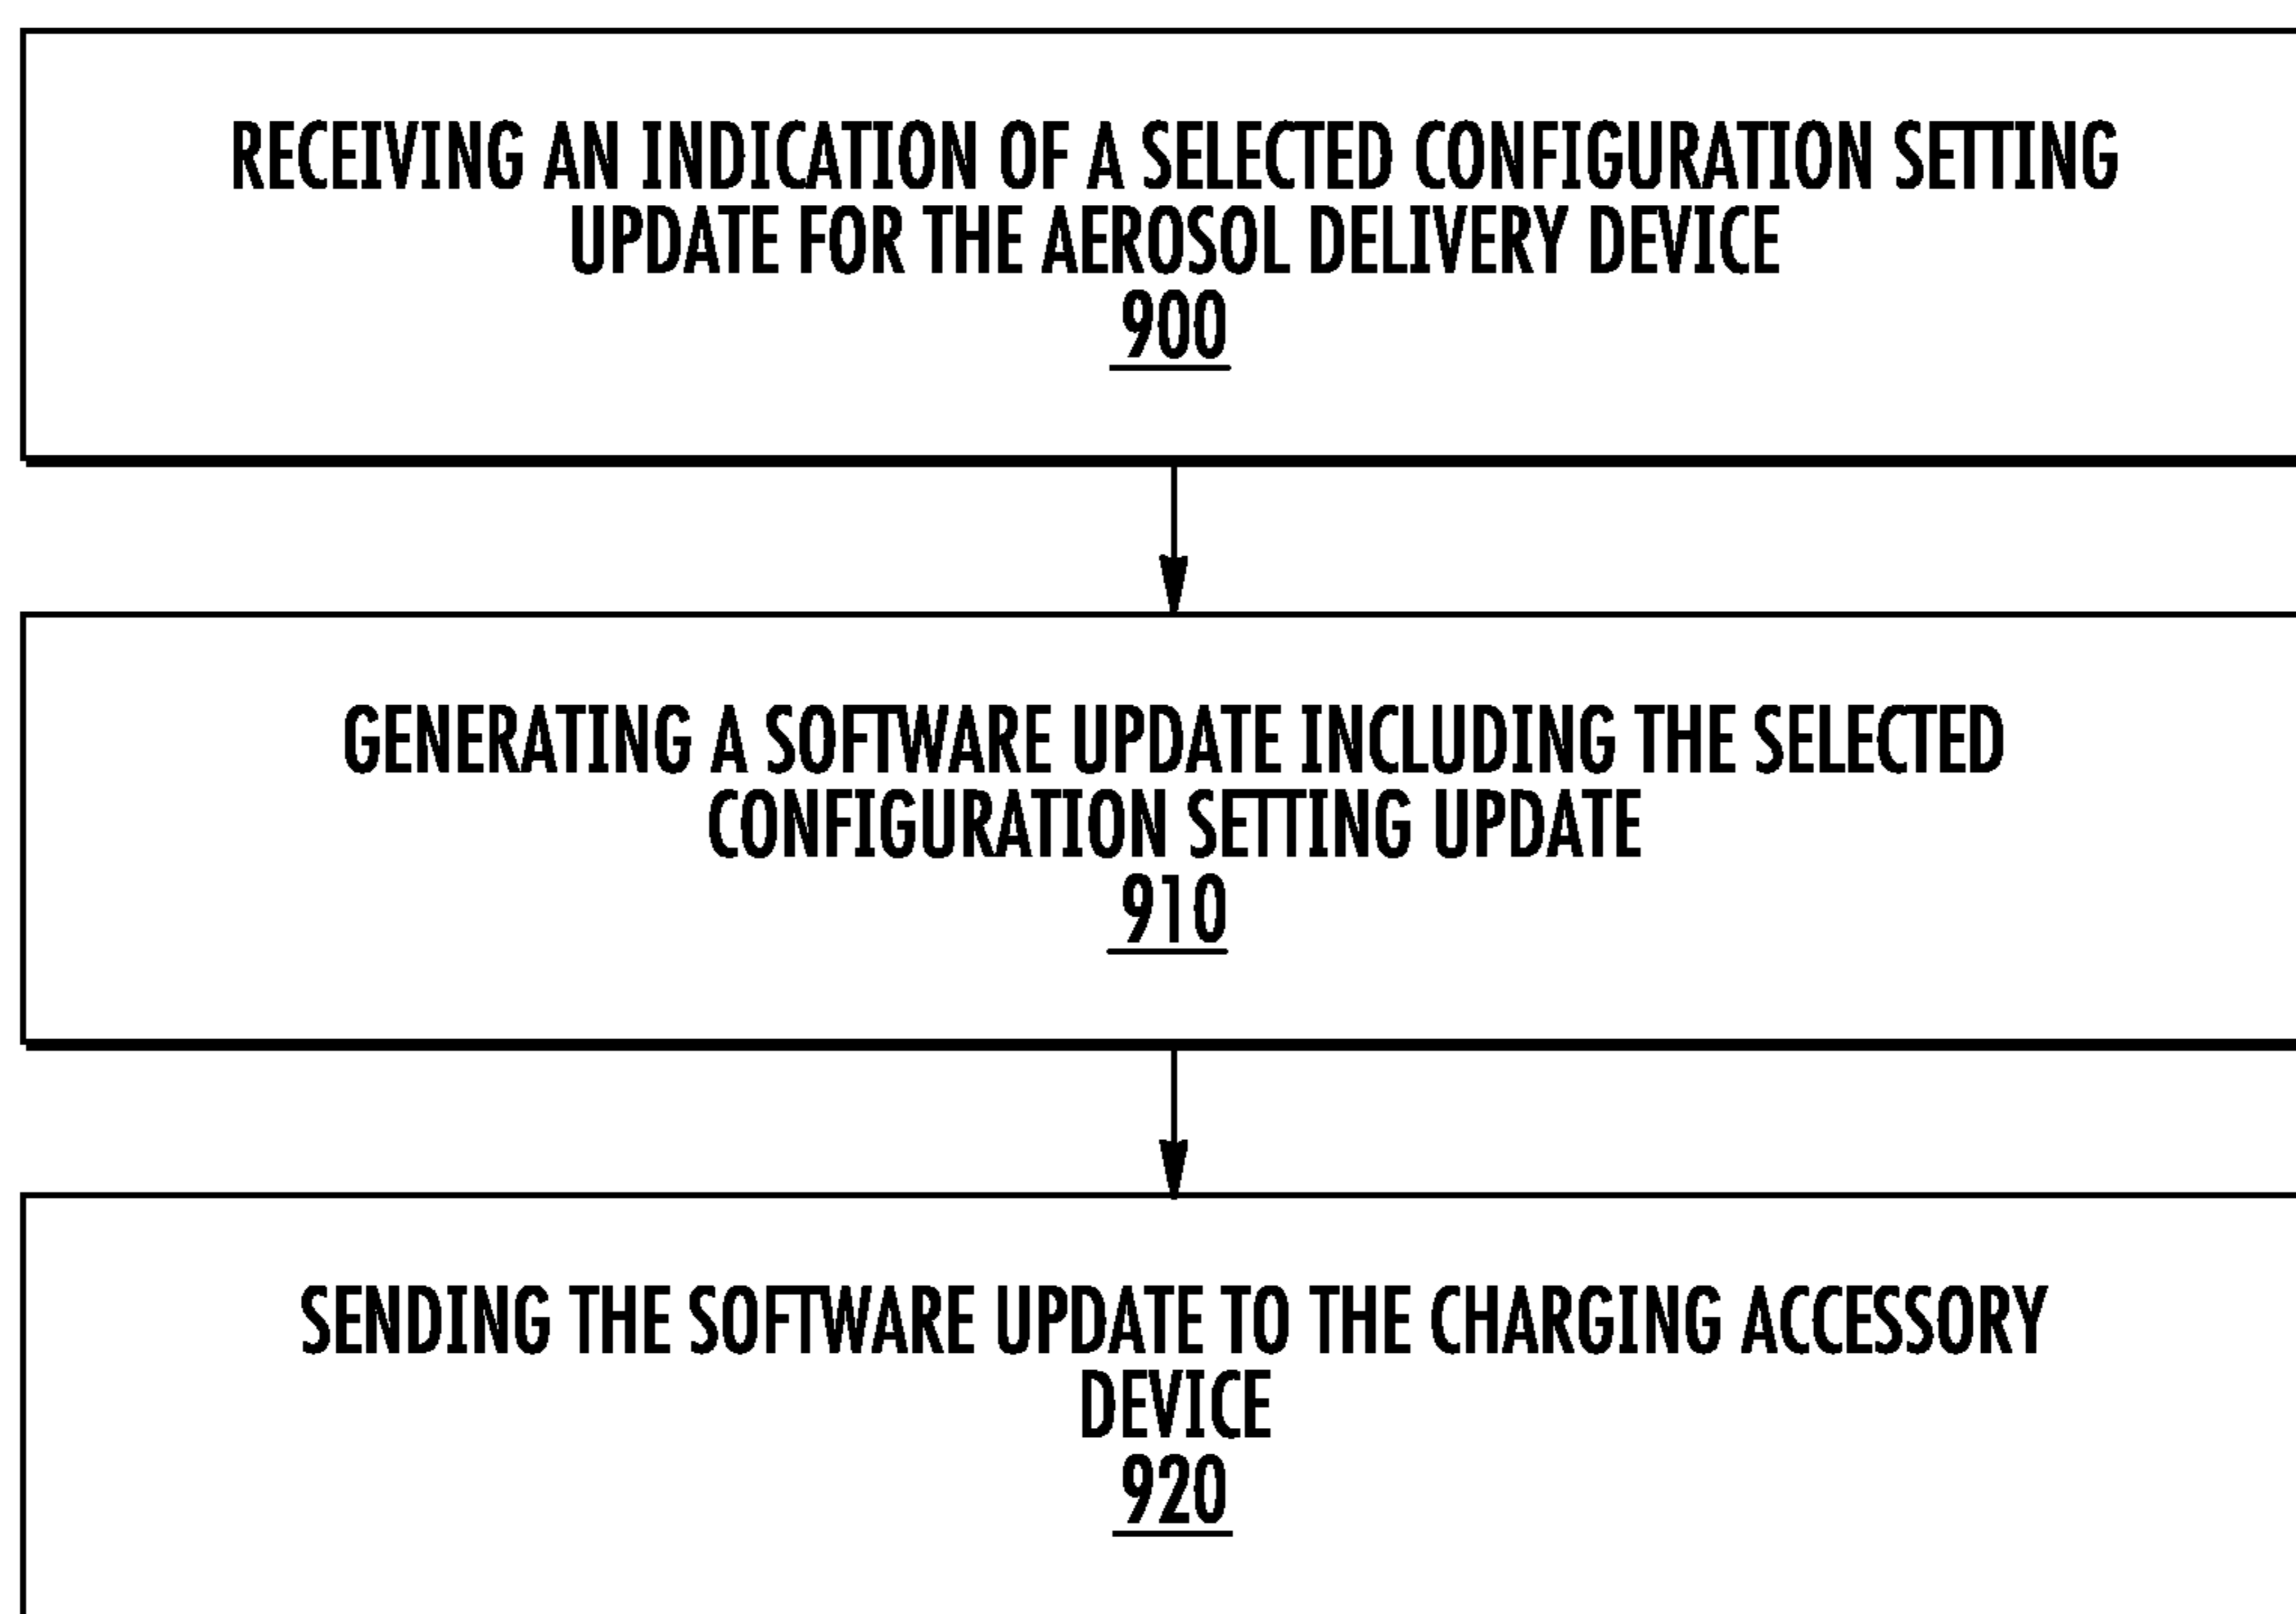 RECEIVING AN INDICATION OF A SELECTED CONFIGURATION SETTING
UPDATE FOR THE AEROSOL DELIVERY DEVICE
900
GENERATING A SOFTWARE UPDATE INCLUDING THE SELECTED
CONFIGURATION SETTING UPDATE
910
SENDING THE SOFTWARE UPDATE TO THE CHARGING ACCESSORY
DEVICE
920